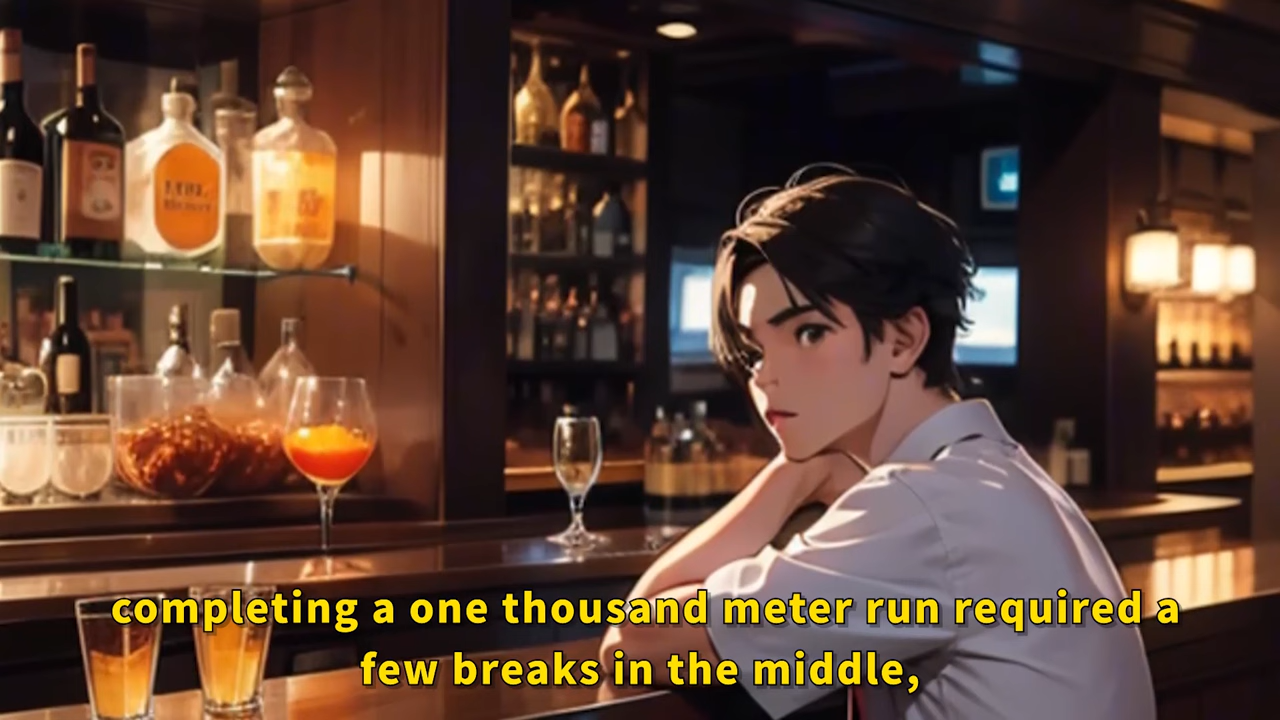 completing a one thousand meter run required a
few breaks in the middle,